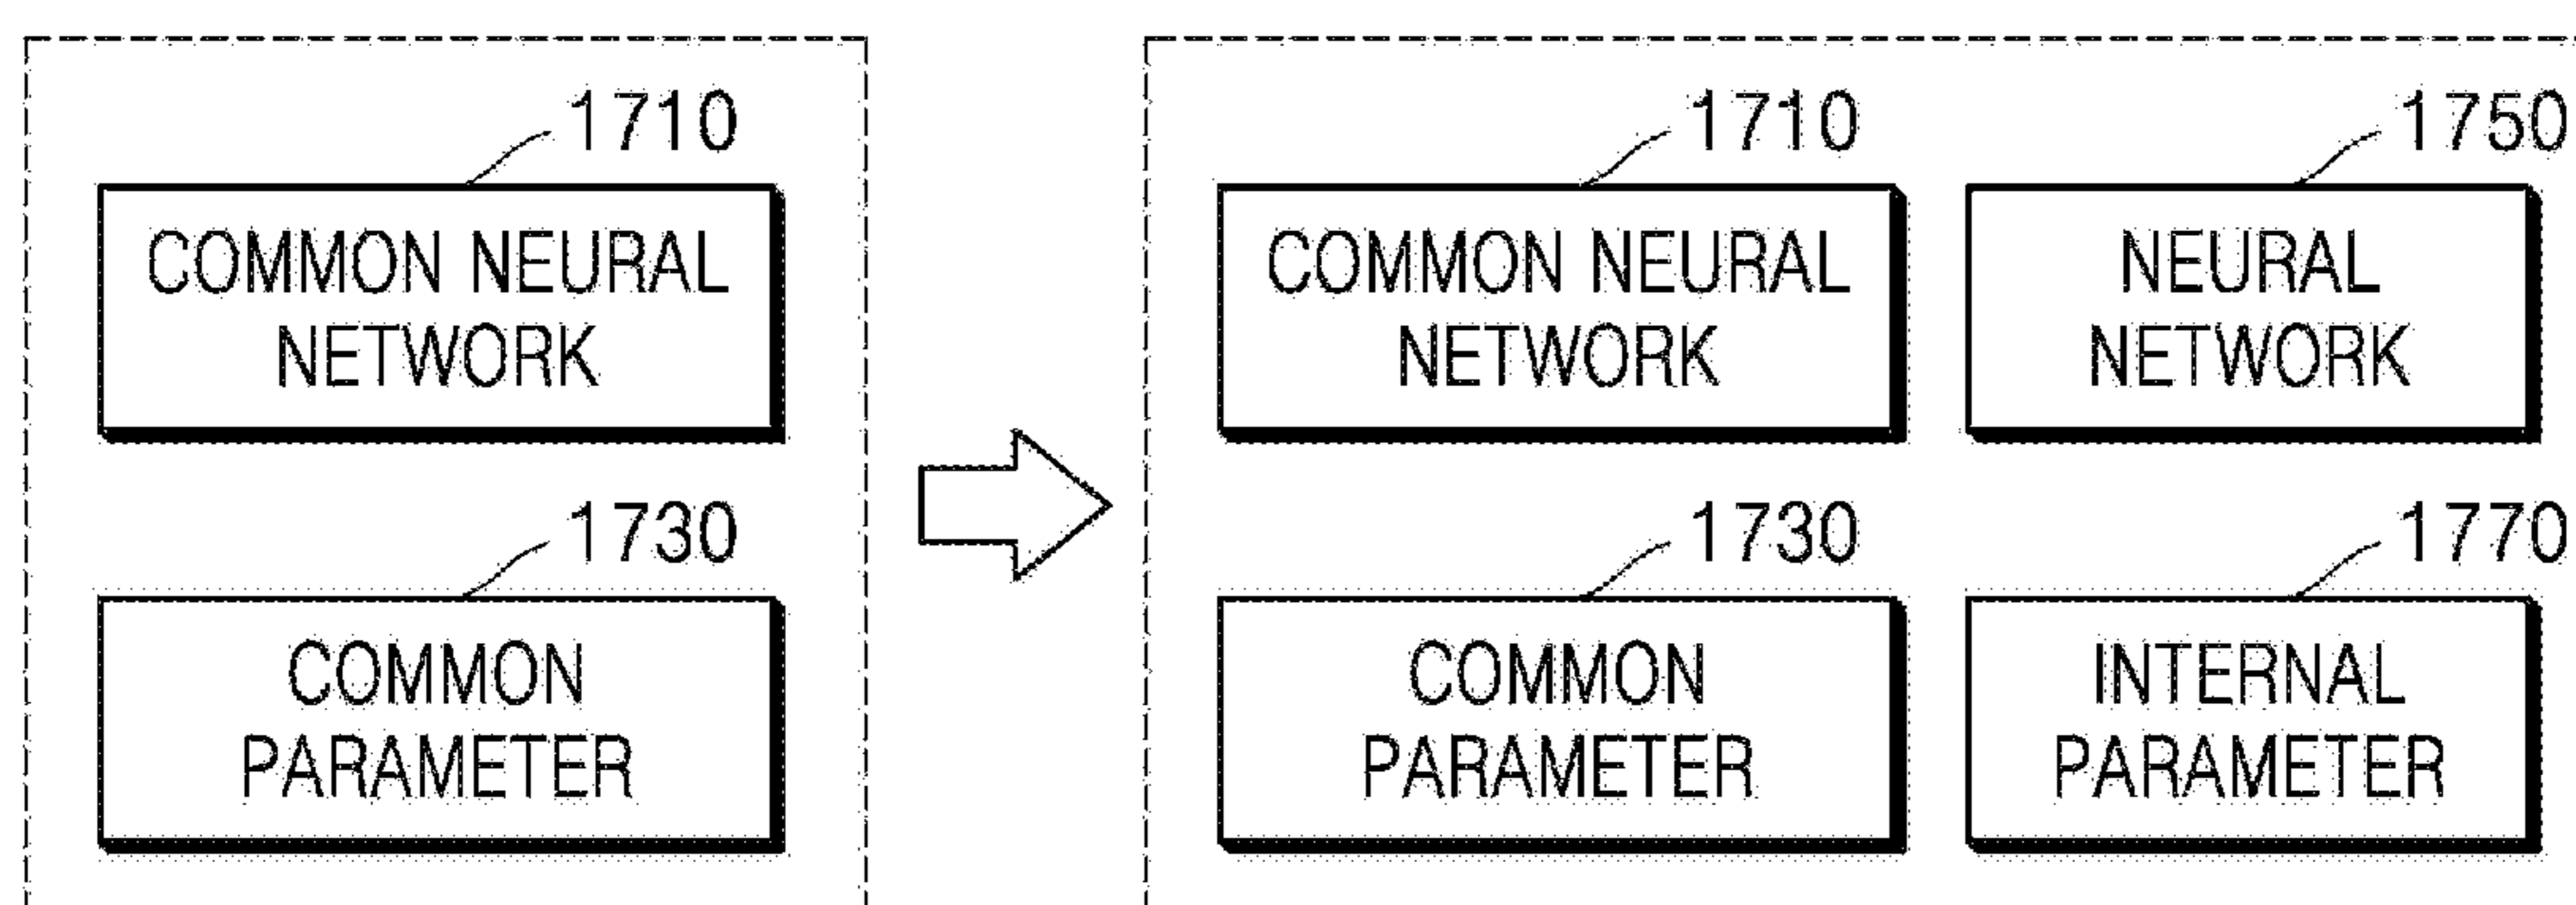 1710
COMMON NEURAL
NETWORK
1730
COMMON
PARAMETER
1710
COMMON NEURAL
NETWORK
1750
NEURAL
NETWORK
1730
COMMON
PARAMETER
1770
INTERNAL
PARAMETER